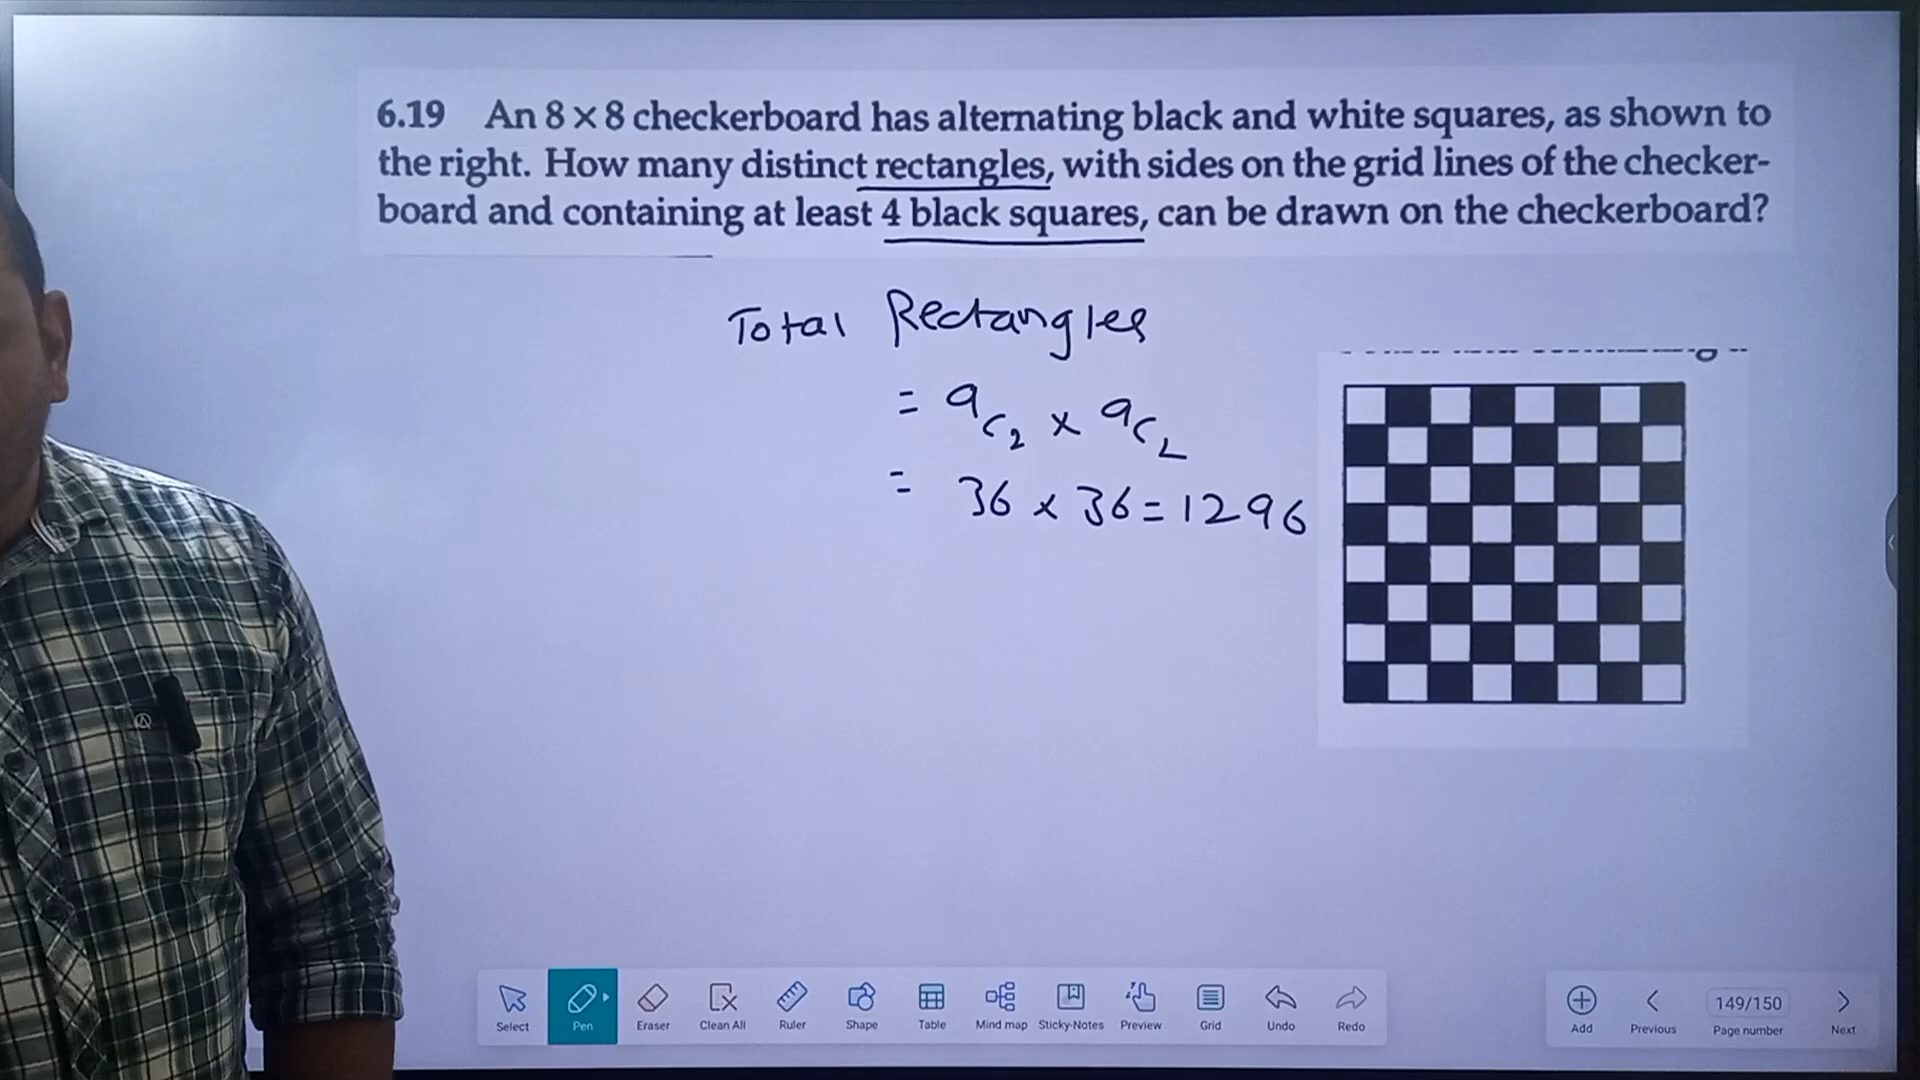 6.19 An 8 × 8 checkerboard has alternating black and white squares, as shown to
the right. How many distinct rectangles, with sides on the grid lines of the checker-
board and containing at least 4 black squares, can be drawn on the checkerboard?
Total Rectangles
= 9c₂ × 9c₂
= 36 × 36 = 1296
Select Pen Eraser Clean All Ruler Shape Table Mind map Sticky-Notes Preview Grid Undo Redo
Add Previous 149/150 Page number Next